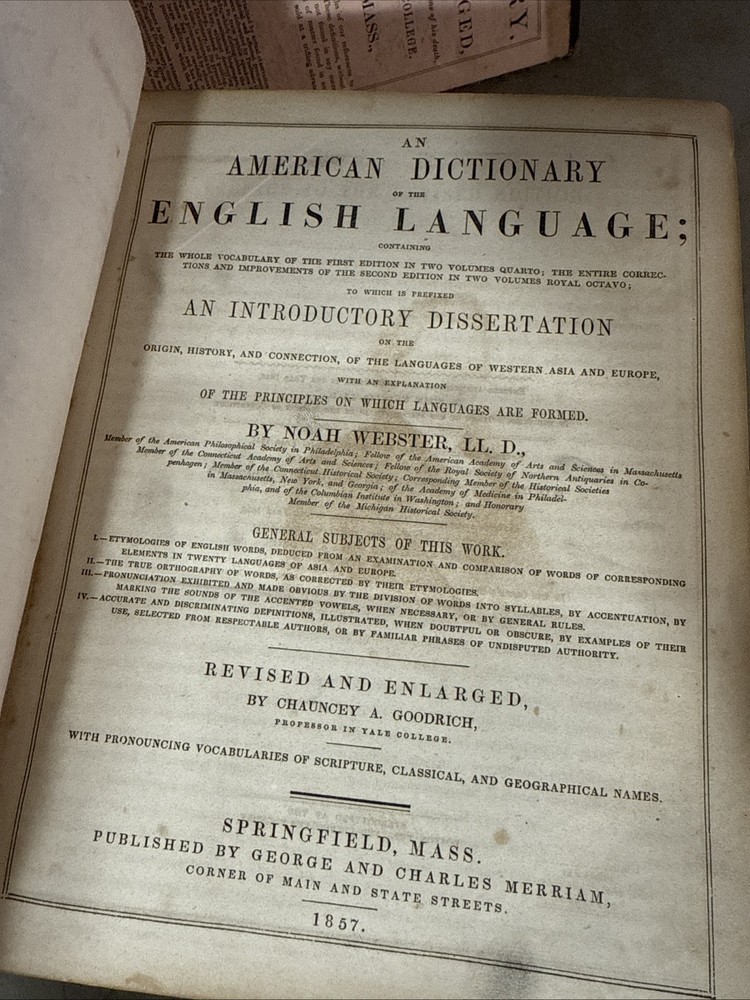 RY.
GED,
MASS.,
COLLEGE.
AN
AMERICAN DICTIONARY
OF THE
ENGLISH LANGUAGE;
CONTAINING
THE WHOLE VOCABULARY OF THE FIRST EDITION IN TWO VOLUMES QUARTO; THE ENTIRE CORREC-
TIONS AND IMPROVEMENTS OF THE SECOND EDITION IN TWO VOLUMES ROYAL OCTAVO;
TO WHICH IS PREFIXED
AN INTRODUCTORY DISSERTATION
ON THE
ORIGIN, HISTORY, AND CONNECTION, OF THE LANGUAGES OF WESTERN ASIA AND EUROPE,
WITH AN EXPLANATION
OF THE PRINCIPLES ON WHICH LANGUAGES ARE FORMED.
BY NOAH WEBSTER, LL. D.,
Member of the American Philosophical Society in Philadelphia; Fellow of the American Academy of Arts and Sciences in Massachusetts
Member of the Connecticut Academy of Arts and Sciences; Fellow of the Royal Society of Northern Antiquaries in Co-
penhagen; Member of the Connecticut Historical Society; Corresponding Member of the Historical Societies
in Massachusetts, New York, and Georgia; of the Academy of Medicine in Philadel-
phia, and of the Columbian Institute in Washington; and Honorary
Member of the Michigan Historical Society.
GENERAL SUBJECTS OF THIS WORK.
I.—ETYMOLOGIES OF ENGLISH WORDS, DEDUCED FROM AN EXAMINATION AND COMPARISON OF WORDS OF CORRESPONDING
ELEMENTS IN TWENTY LANGUAGES OF ASIA AND EUROPE.
II.—THE TRUE ORTHOGRAPHY OF WORDS, AS CORRECTED BY THEIR ETYMOLOGIES.
III.—PRONUNCIATION EXHIBITED AND MADE OBVIOUS BY THE DIVISION OF WORDS INTO SYLLABLES, BY ACCENTUATION, BY
MARKING THE SOUNDS OF THE ACCENTED VOWELS, WHEN NECESSARY, OR BY GENERAL RULES.
IV.—ACCURATE AND DISCRIMINATING DEFINITIONS, ILLUSTRATED, WHEN DOUBTFUL OR OBSCURE, BY EXAMPLES OF THEIR
USE, SELECTED FROM RESPECTABLE AUTHORS, OR BY FAMILIAR PHRASES OF UNDISPUTED AUTHORITY.
REVISED AND ENLARGED,
BY CHAUNCEY A. GOODRICH,
PROFESSOR IN YALE COLLEGE.
WITH PRONOUNCING VOCABULARIES OF SCRIPTURE, CLASSICAL, AND GEOGRAPHICAL NAMES.
SPRINGFIELD, MASS.
PUBLISHED BY GEORGE AND CHARLES MERRIAM,
CORNER OF MAIN AND STATE STREETS.
1857.